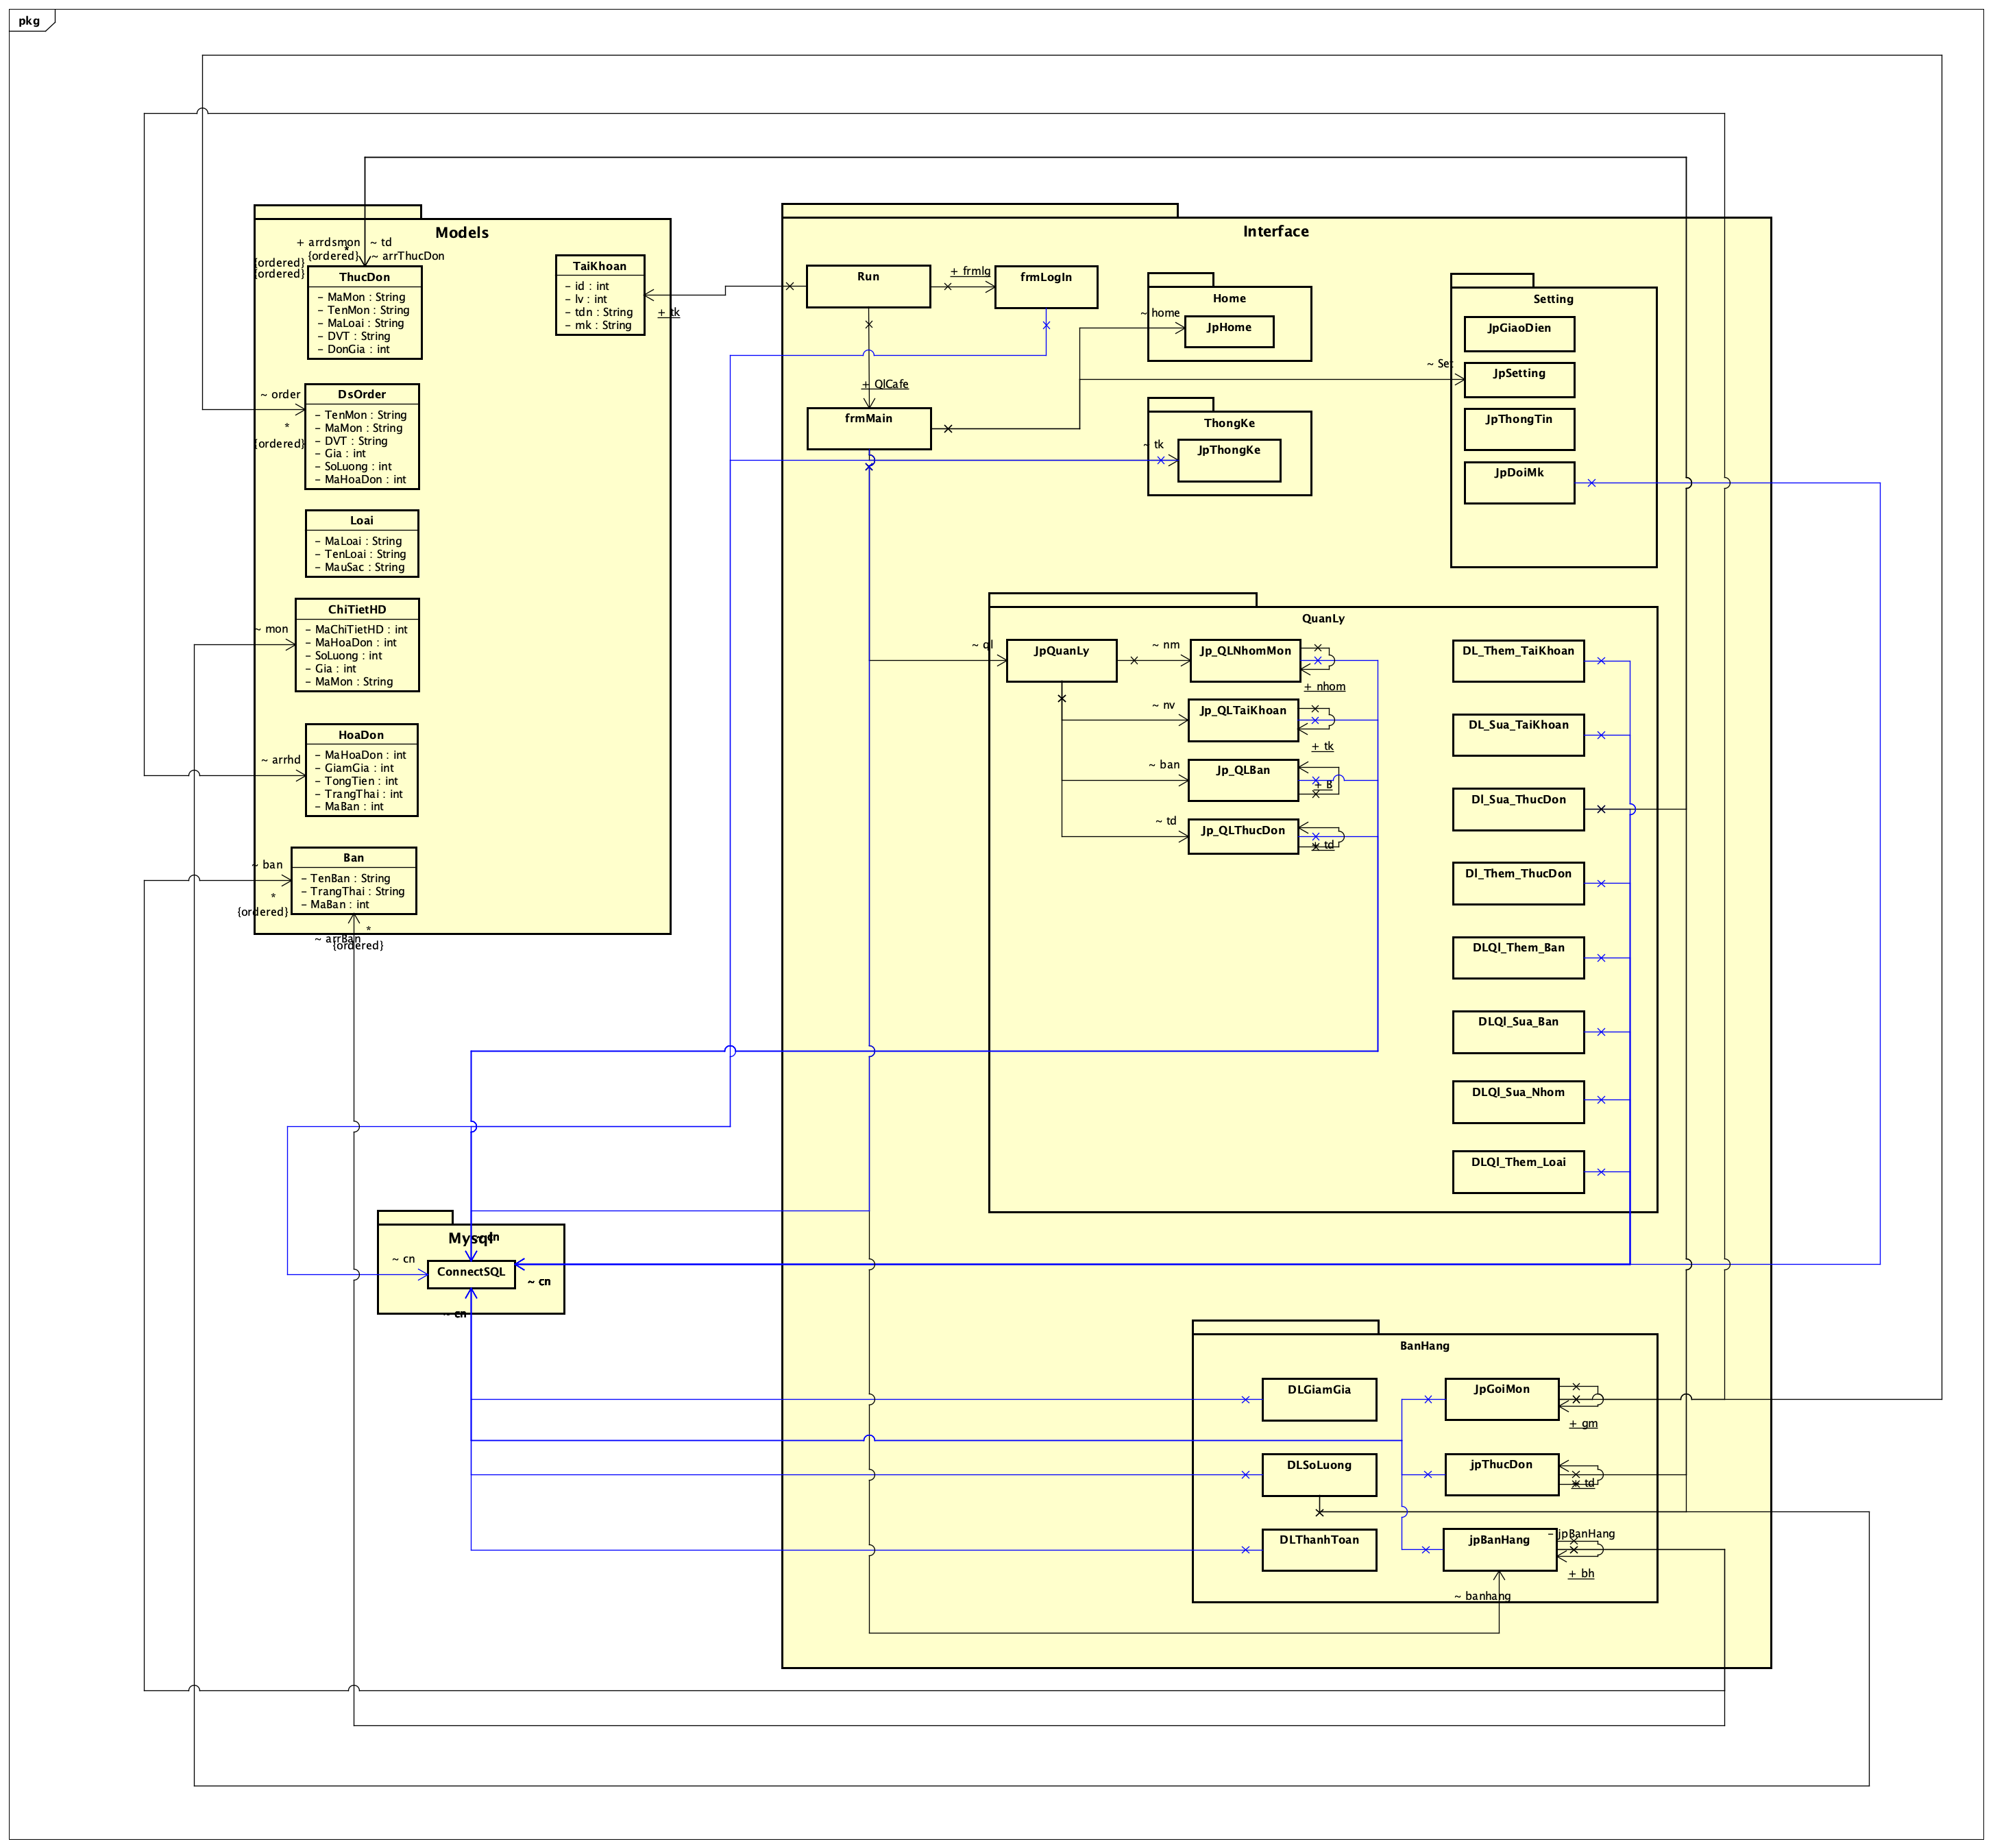 pkg
Models
+ arrdsmon
~ td
*
{ordered}
~ arrThucDon
{ordered}
{ordered}
ThucDon
- MaMon : String
- TenMon : String
- MaLoai : String
- DVT : String
- DonGia : int
TaiKhoan
- id : int
- lv : int
- tdn : String
- mk : String
+ tk
~ order
*
{ordered}
DsOrder
- TenMon : String
- MaMon : String
- DVT : String
- Gia : int
- SoLuong : int
- MaHoaDon : int
Loai
- MaLoai : String
- TenLoai : String
- MauSac : String
~ mon
ChiTietHD
- MaChiTietHD : int
- MaHoaDon : int
- SoLuong : int
- Gia : int
- MaMon : String
~ arrhd
HoaDon
- MaHoaDon : int
- GiamGia : int
- TongTien : int
- TrangThai : int
- MaBan : int
~ ban
*
{ordered}
Ban
- TenBan : String
- TrangThai : String
- MaBan : int
~ arrBan
*
{ordered}
Mysql
~ cn
~ cn
ConnectSQL
~ cn
~ cn
Interface
Run
+ frmlg
frmLogIn
+ QlCafe
frmMain
Home
~ home
JpHome
ThongKe
~ tk
JpThongKe
Setting
JpGiaoDien
~ Set
JpSetting
JpThongTin
JpDoiMk
QuanLy
~ ql
JpQuanLy
~ nm
Jp_QLNhomMon
+ nhom
~ nv
Jp_QLTaiKhoan
+ tk
~ ban
Jp_QLBan
+ B
~ td
Jp_QLThucDon
+ td
DL_Them_TaiKhoan
DL_Sua_TaiKhoan
Dl_Sua_ThucDon
Dl_Them_ThucDon
DLQl_Them_Ban
DLQl_Sua_Ban
DLQl_Sua_Nhom
DLQl_Them_Loai
BanHang
DLGiamGia
JpGoiMon
+ gm
DLSoLuong
jpThucDon
+ td
DLThanhToan
- jpBanHang
jpBanHang
+ bh
~ banhang